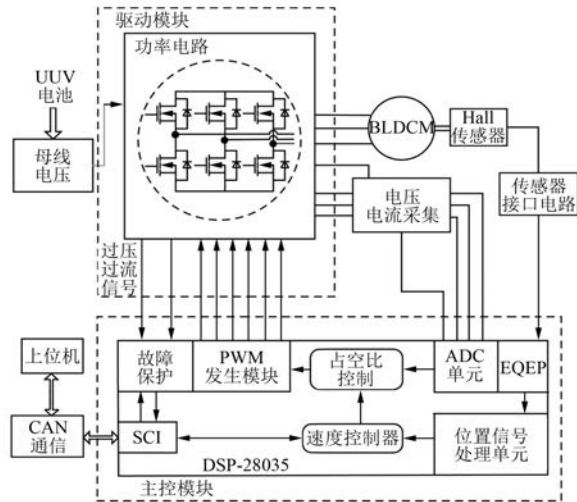 驱动模块
功率电路
UUV
电池
母线
电压
BLDCM
Hall
传感器
传感器
接口电路
电压
电流采集
过压
过流
信号
上位机
CAN
通信
故障
保护
PWM
发生模块
占空比
控制
ADC
单元
EQEP
SCI
速度控制器
位置信号
处理单元
DSP-28035
主控模块